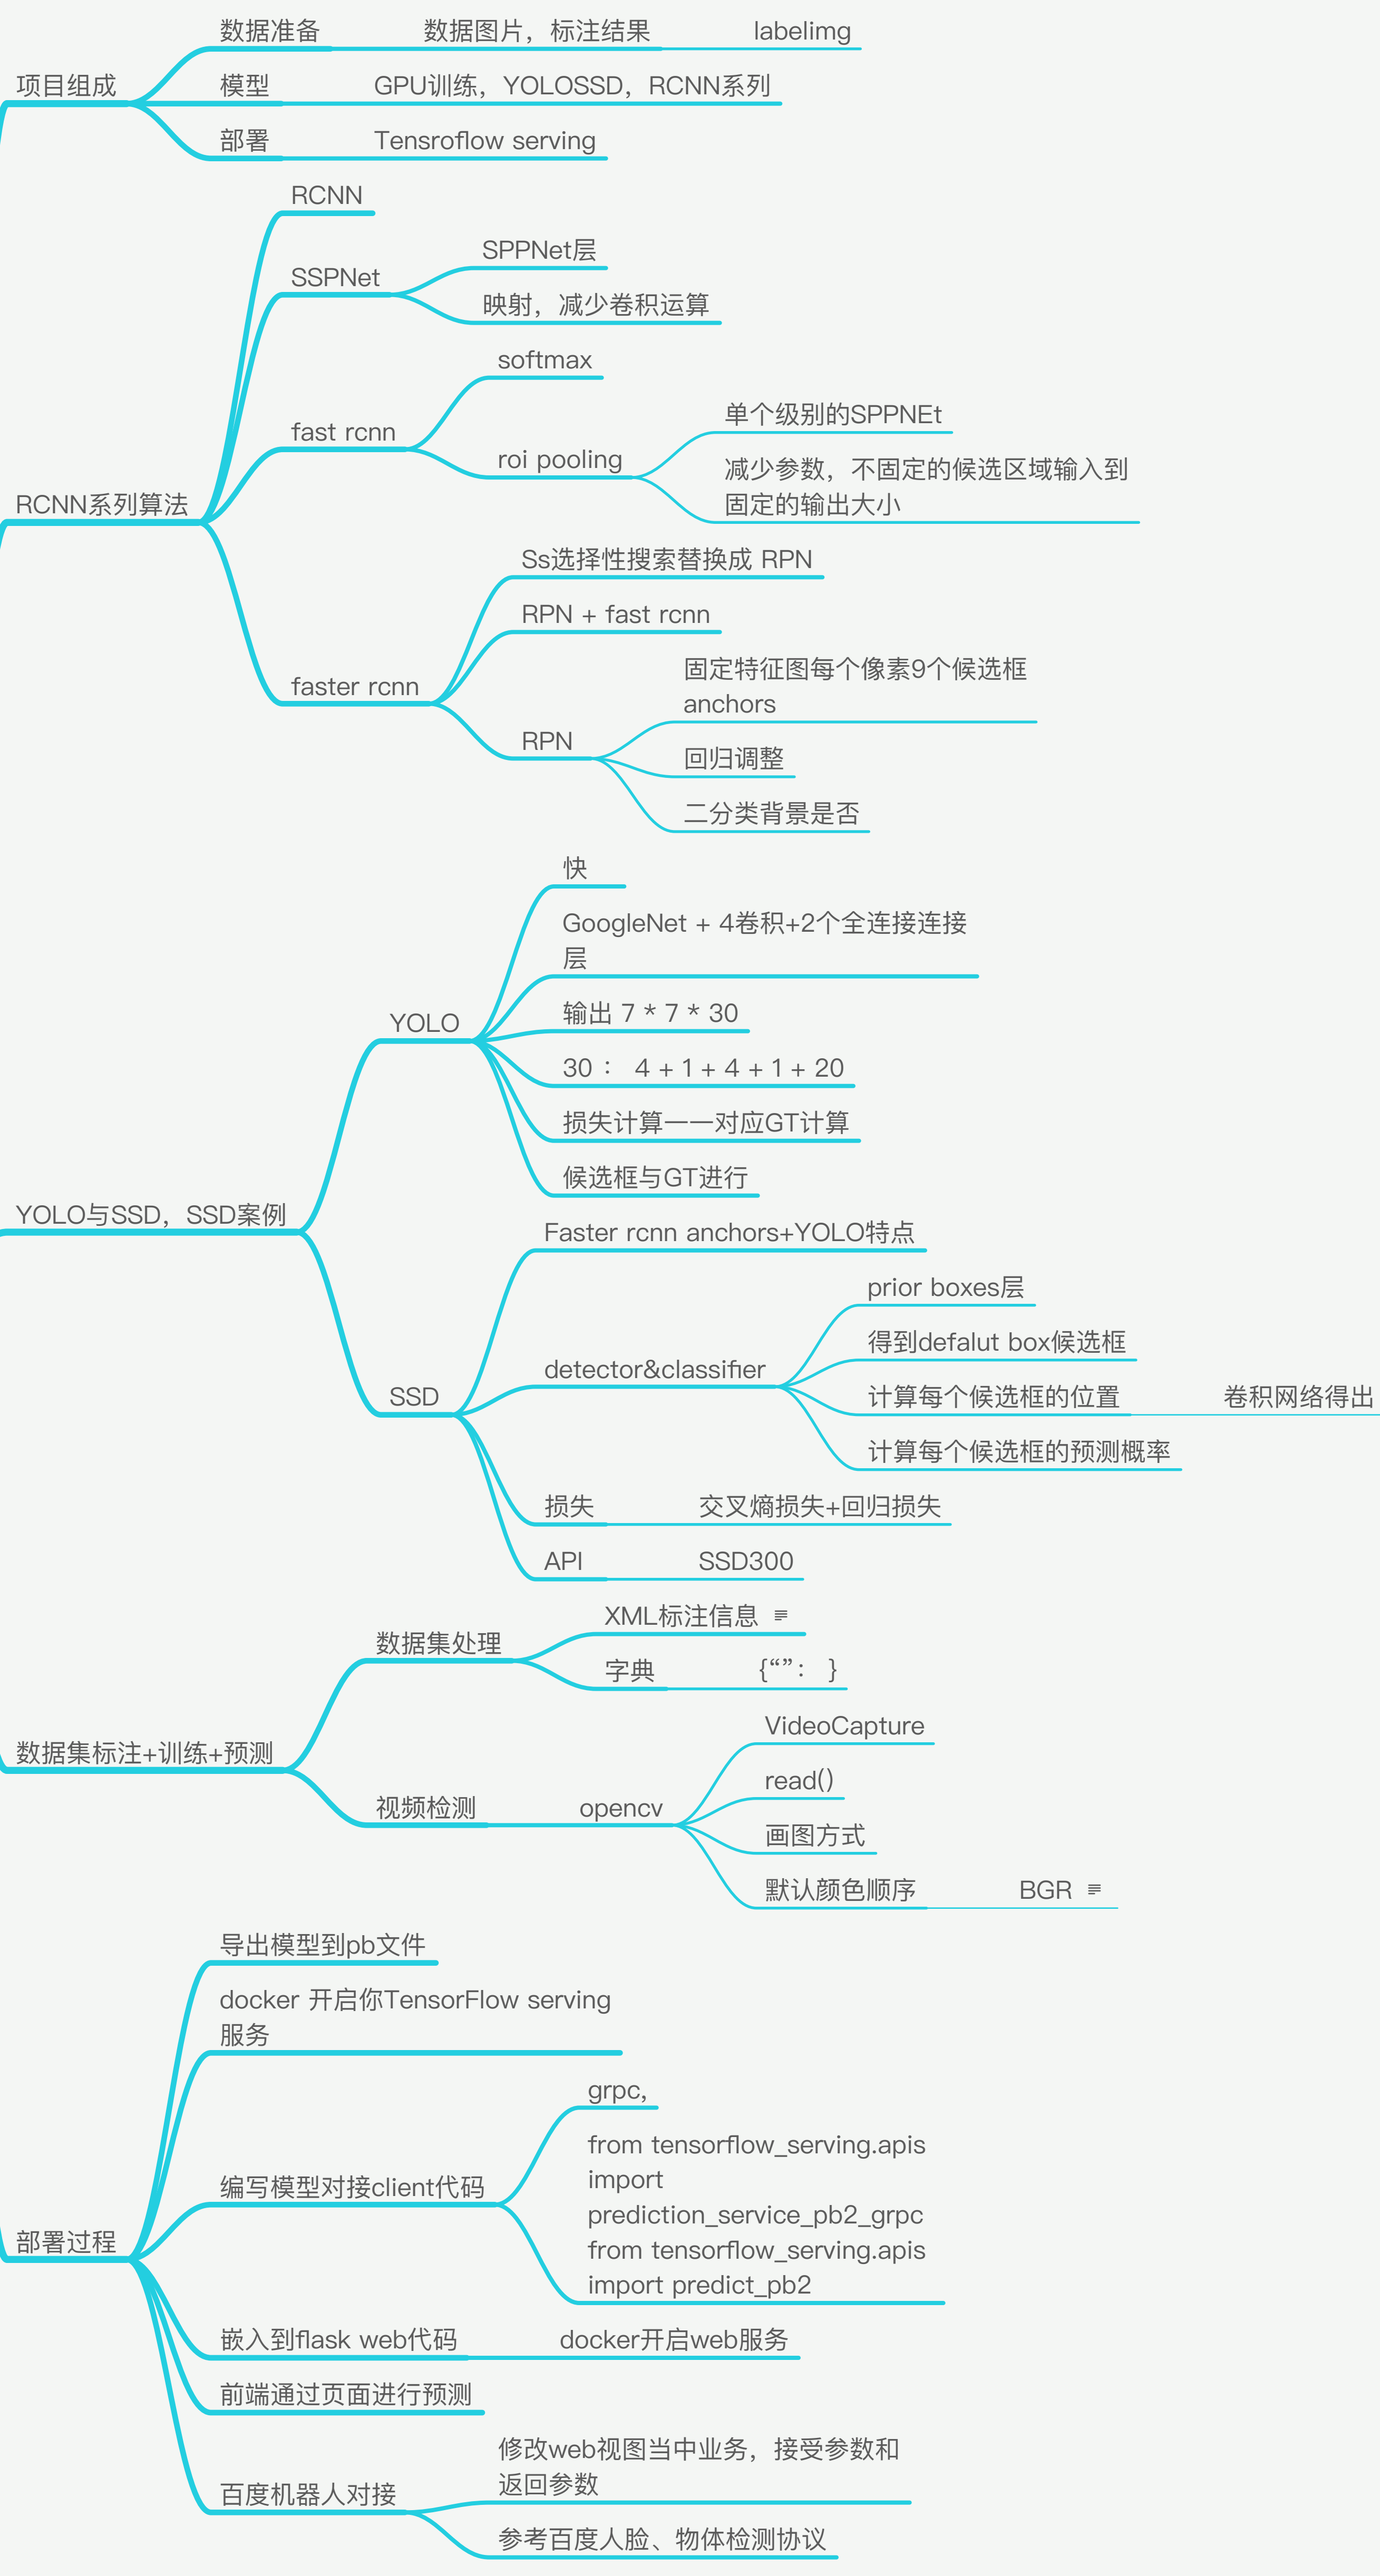 项目组成
数据准备
数据图片，标注结果
labelimg
模型
GPU训练，YOLOSSD，RCNN系列
部署
Tensroflow serving
RCNN系列算法
RCNN
SSPNet
SPPNet层
映射，减少卷积运算
fast rcnn
softmax
roi pooling
单个级别的SPPNEt
减少参数，不固定的候选区域输入到
固定的输出大小
faster rcnn
Ss选择性搜索替换成 RPN
RPN + fast rcnn
RPN
固定特征图每个像素9个候选框
anchors
回归调整
二分类背景是否
YOLO与SSD，SSD案例
YOLO
快
GoogleNet + 4卷积+2个全连接连接
层
输出 7 * 7 * 30
30 ： 4 + 1 + 4 + 1 + 20
损失计算一一对应GT计算
候选框与GT进行
SSD
Faster rcnn anchors+YOLO特点
detector&classifier
prior boxes层
得到defalut box候选框
计算每个候选框的位置
卷积网络得出
计算每个候选框的预测概率
损失
交叉熵损失+回归损失
API
SSD300
数据集标注+训练+预测
数据集处理
XML标注信息
字典
{“”： }
视频检测
opencv
VideoCapture
read()
画图方式
默认颜色顺序
BGR
部署过程
导出模型到pb文件
docker 开启你TensorFlow serving
服务
编写模型对接client代码
grpc,
from tensorflow_serving.apis
import
prediction_service_pb2_grpc
from tensorflow_serving.apis
import predict_pb2
嵌入到flask web代码
docker开启web服务
前端通过页面进行预测
百度机器人对接
修改web视图当中业务，接受参数和
返回参数
参考百度人脸、物体检测协议